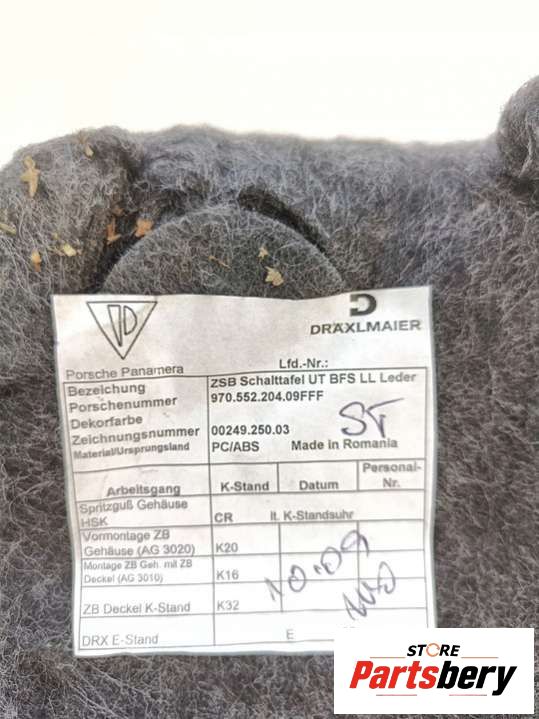 DRÄXLMAIER
Porsche Panamera
Lfd.-Nr.:
Bezeichung ZSB Schalttafel UT BFS LL Leder
Porschenummer 970.552.204.09FFF
Dekorfarbe
Zeichnungsnummer 00249.250.03
ST
Material/Ursprungsland PC/ABS Made in Romania
Arbeitsgang K-Stand Datum Personal-Nr.
Spritzguß Gehäuse
HSK CR lt. K-Standsuhr
Vormontage ZB
Gehäuse (AG 3020) K20
Montage ZB Geh. mit ZB
Deckel (AG 3010) K16
10.09
ZB Deckel K-Stand K32
DRX E-Stand E
STORE
Partsbery